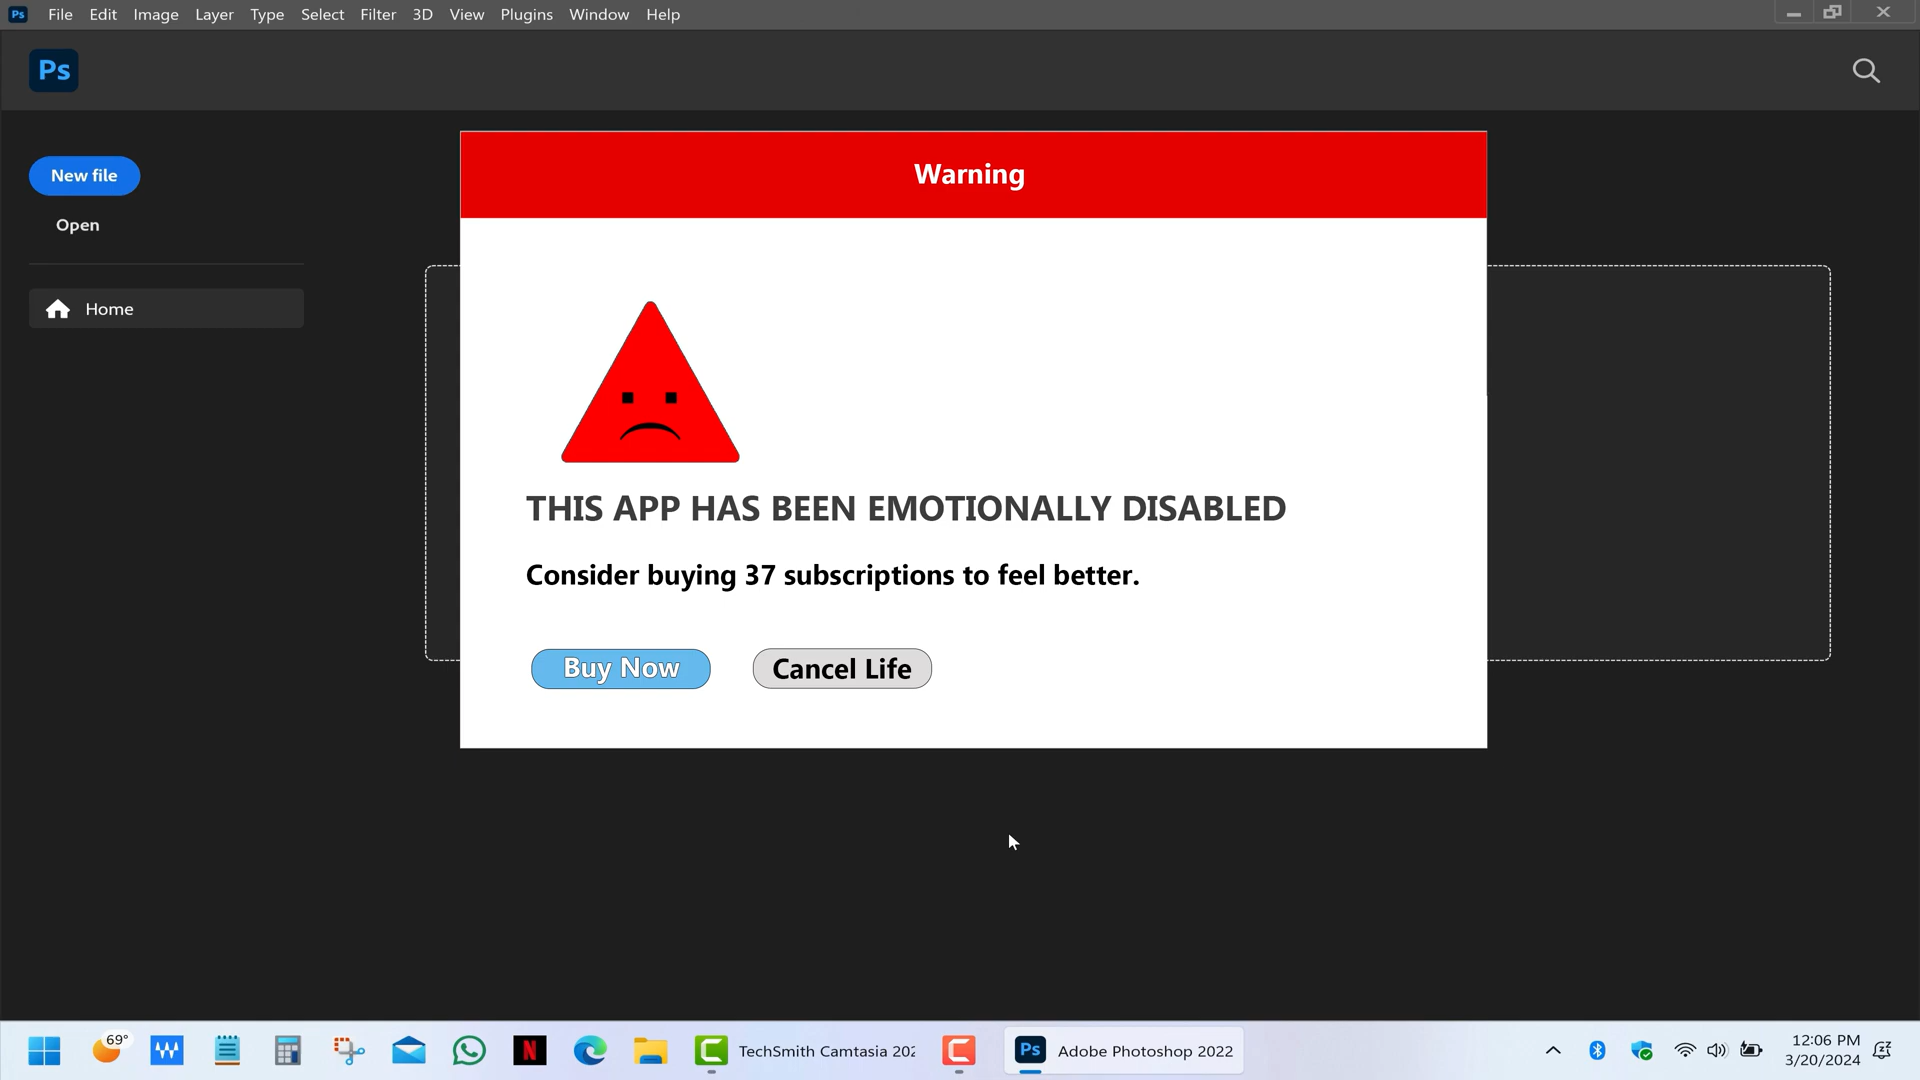 Ps File Edit Image Layer Type Select Filter 3D View Plugins Window Help
Ps
New file
Open
Home
Warning
THIS APP HAS BEEN EMOTIONALLY DISABLED
Consider buying 37 subscriptions to feel better.
Buy Now Cancel Life
69° N TechSmith Camtasia 202 Ps Adobe Photoshop 2022 12:06 PM
3/20/2024